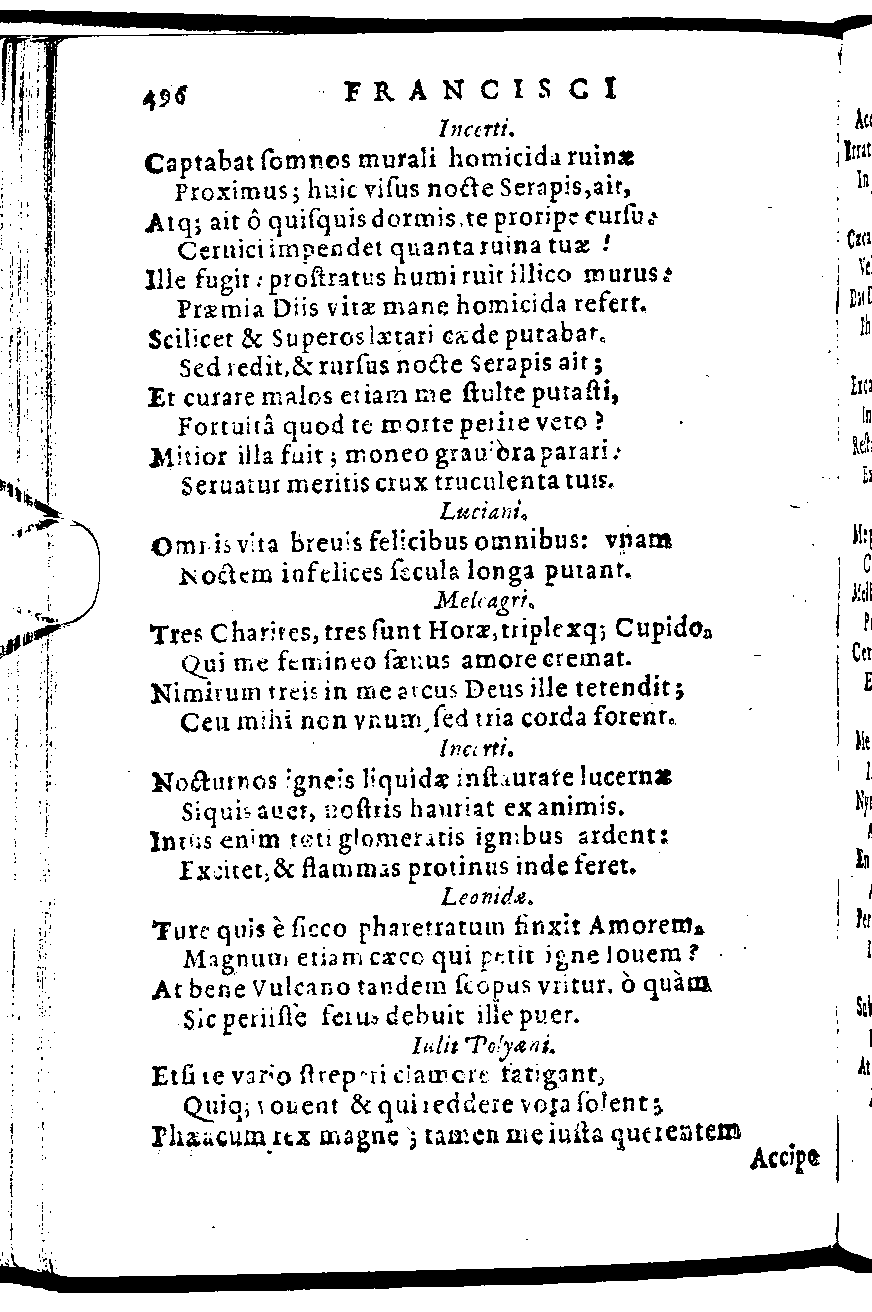 496 FRANCISCI
Incerti.
Captabat ſomnos murali homicida ruinæ
Proximus; huic viſus nocte Serapis, ait,
Atq; ait ô quiſquis dormis, te proripe curſu:
Ceruici impendet quanta ruina tuæ !
Ille fugit: proſtratus humi ruit illico murus:
Præmia Diis vitæ mane homicida refert.
Scilicet & Superos lætari cæde putabat.
Sed redit, & rurſus nocte Serapis ait;
Et curare malos etiam me ſtulte putaſti,
Fortuitâ quod te morte perire veto ?
Mitior illa fuit; moneo grauiora parari:
Seruatur meritis crux truculenta tuis.
Luciani.
Omnis vita breuis felicibus omnibus: vnam
Noctem infelices ſecula longa putant.
Meleagri.
Tres Charites, tres ſunt Horæ, triplexq; Cupido,
Qui me femineo ſæuus amore cremat.
Nimirum treis in me arcus Deus ille tetendit;
Ceu mihi non vnum, ſed tria corda forent.
Incerti.
Nocturnos igneis liquidæ inſtaurare lucernæ
Siquis auet, noſtris hauriat ex animis.
Intus enim toti glomeratis ignibus ardent:
Excitet, & flammas protinus inde feret.
Leonidæ.
Ture quis è ſicco pharetratum finxit Amorem,
Magnum etiam cæco qui petit igne Iouem ?
At bene Vulcano tandem ſcopus vritur. ò quàm
Sic periiſſe ferus debuit ille puer.
Iulii Polyæni.
Etſi te vario ſtreperi clamore fatigant,
Quiq; vouent & qui reddere vota ſolent;
Phæacum rex magne; tamen me iuſta querentem
Accipe